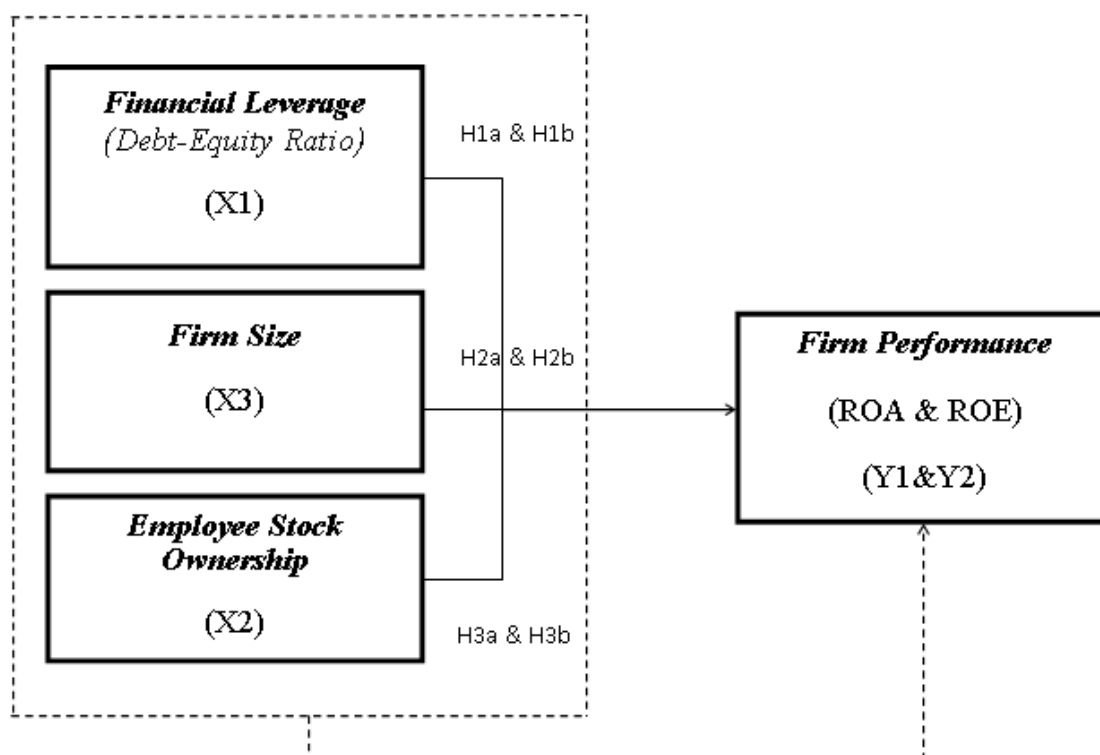 Financial Leverage
(Debt-Equity Ratio)
(X1)
H1a & H1b
Firm Size
(X3)
H2a & H2b
Employee Stock
Ownership
(X2)
H3a & H3b
Firm Performance
(ROA & ROE)
(Y1&Y2)